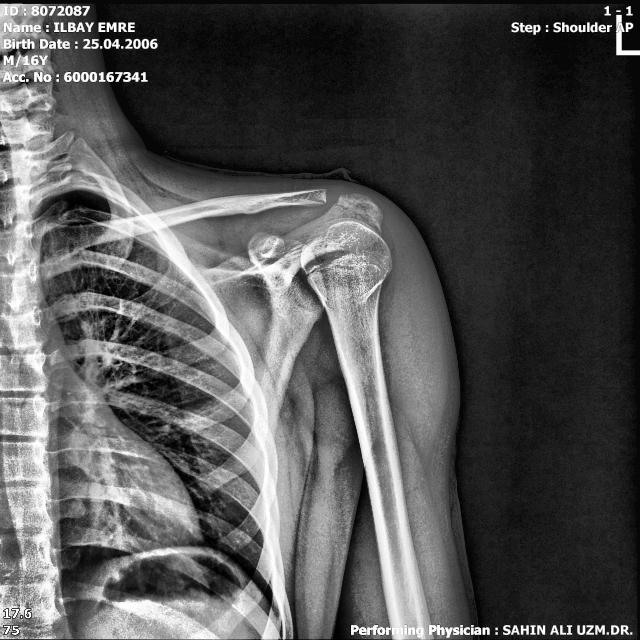 ID : 8072087
Name : ILBAY EMRE
Birth Date : 25.04.2006
M/16Y
Acc. No : 6000167341
1 - 1
Step : Shoulder AP
L
17.6
75
Performing Physician : SAHIN ALI UZM.DR.